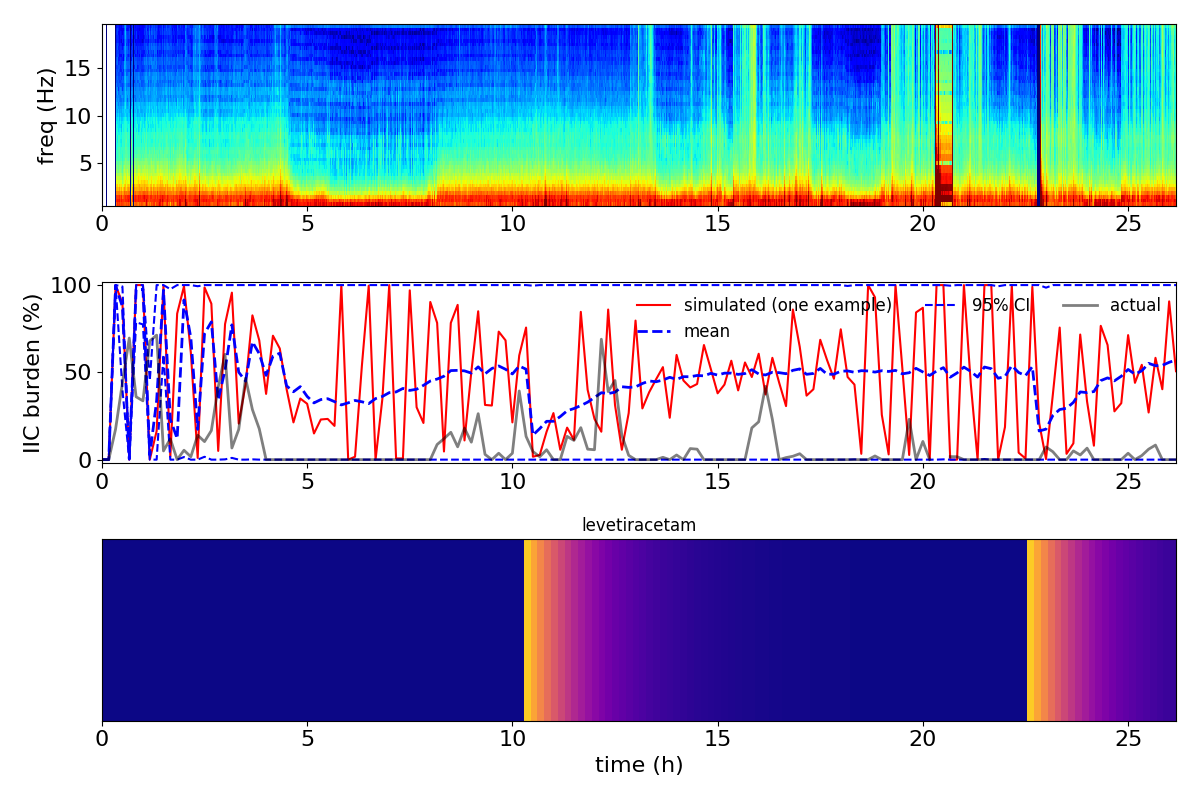 freq (Hz)
15
10
5
0 5 10 15 20 25
IIC burden (%)
100
50
0
simulated (one example) 95% CI actual
mean
0 5 10 15 20 25
levetiracetam
0 5 10 15 20 25
time (h)